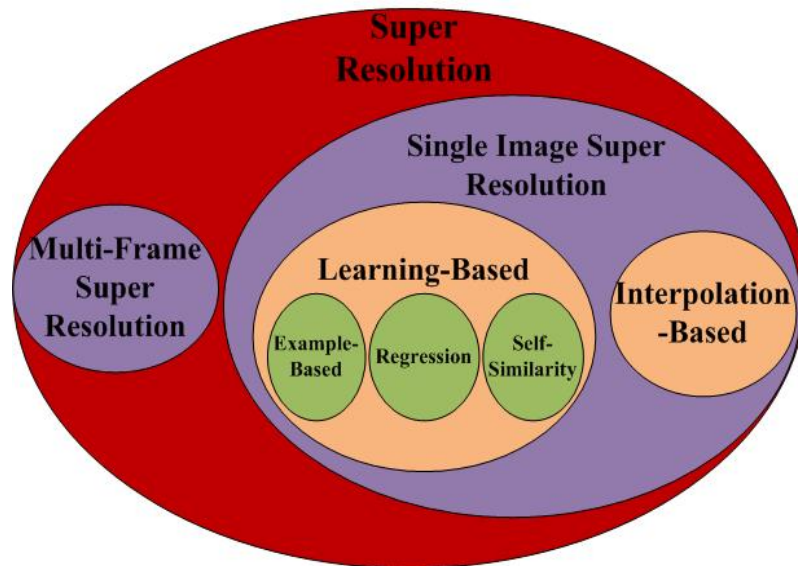 Super
Resolution
Single Image Super
Resolution
Multi-Frame
Super
Resolution
Learning-Based
Interpolation
-Based
Example-
Based
Regression
Self-
Similarity